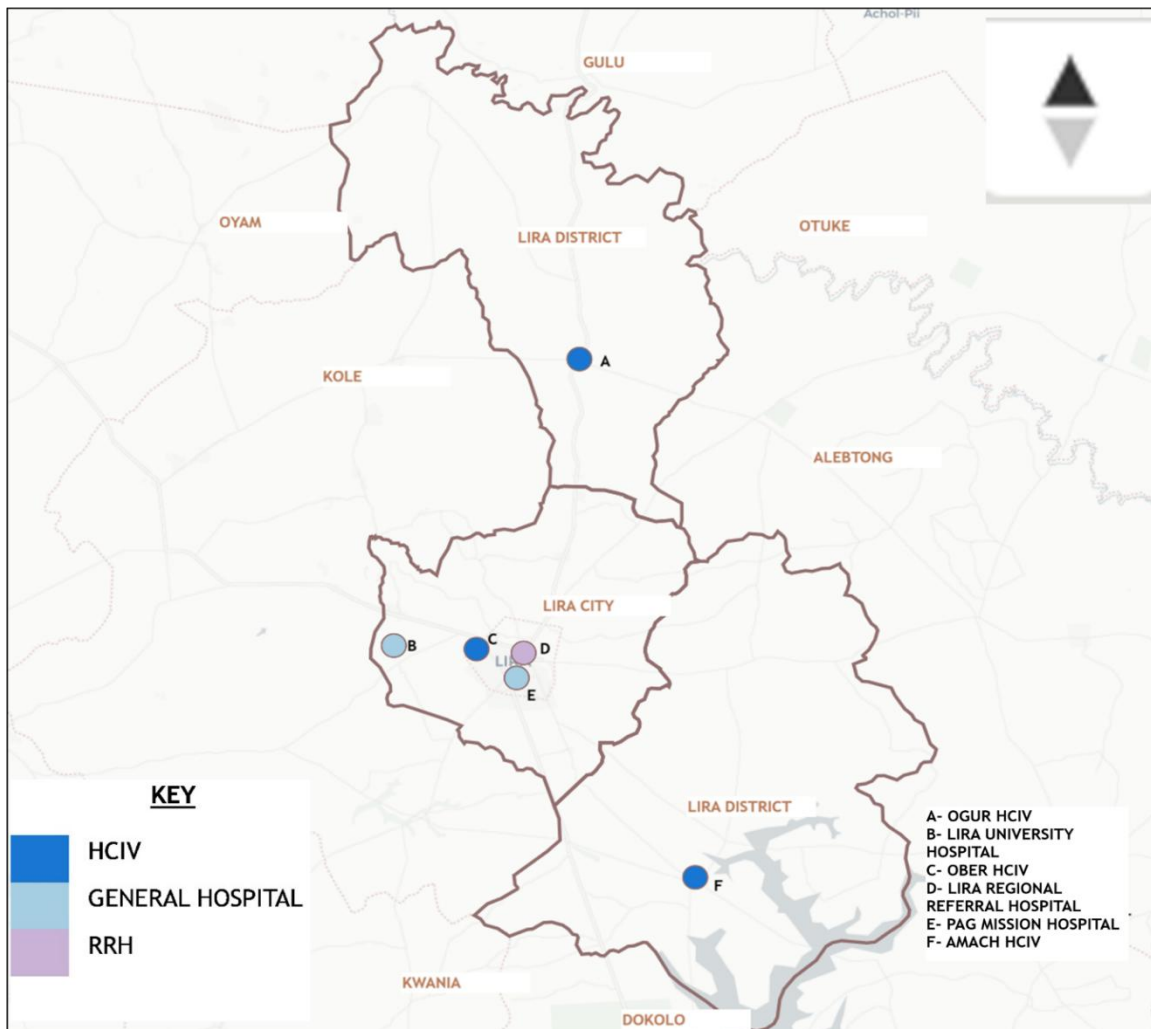 Achol-Pii
GULU
OYAM
LIRA DISTRICT
OTUKE
KOLE
A
ALEBTONG
LIRA CITY
B
C
D
E
LIRA DISTRICT
F
KWANIA
DOKOLO
KEY
HCIV
GENERAL HOSPITAL
RRH
A- OGUR HCIV
B- LIRA UNIVERSITY
HOSPITAL
C- OBER HCIV
D- LIRA REGIONAL
REFERRAL HOSPITAL
E- PAG MISSION HOSPITAL
F- AMACH HCIV